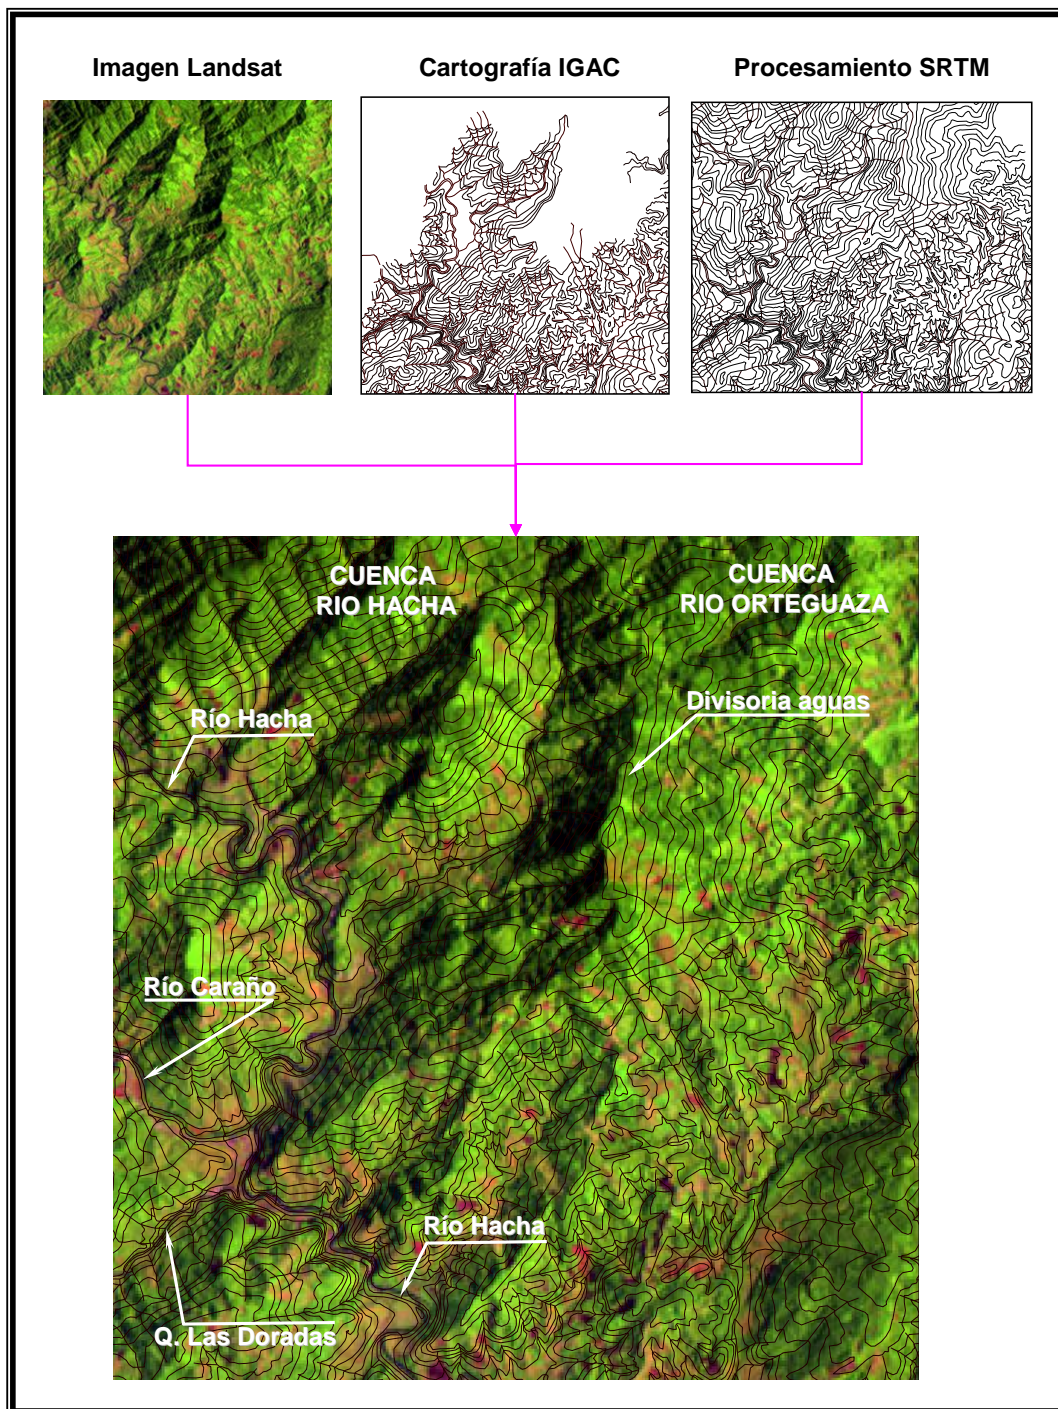 Imagen Landsat
Cartografía IGAC
Procesamiento SRTM
CUENCA
RIO HACHA
CUENCA
RIO ORTEGUAZA
Divisoria aguas
Río Hacha
Río Caraño
Río Hacha
Q. Las Doradas